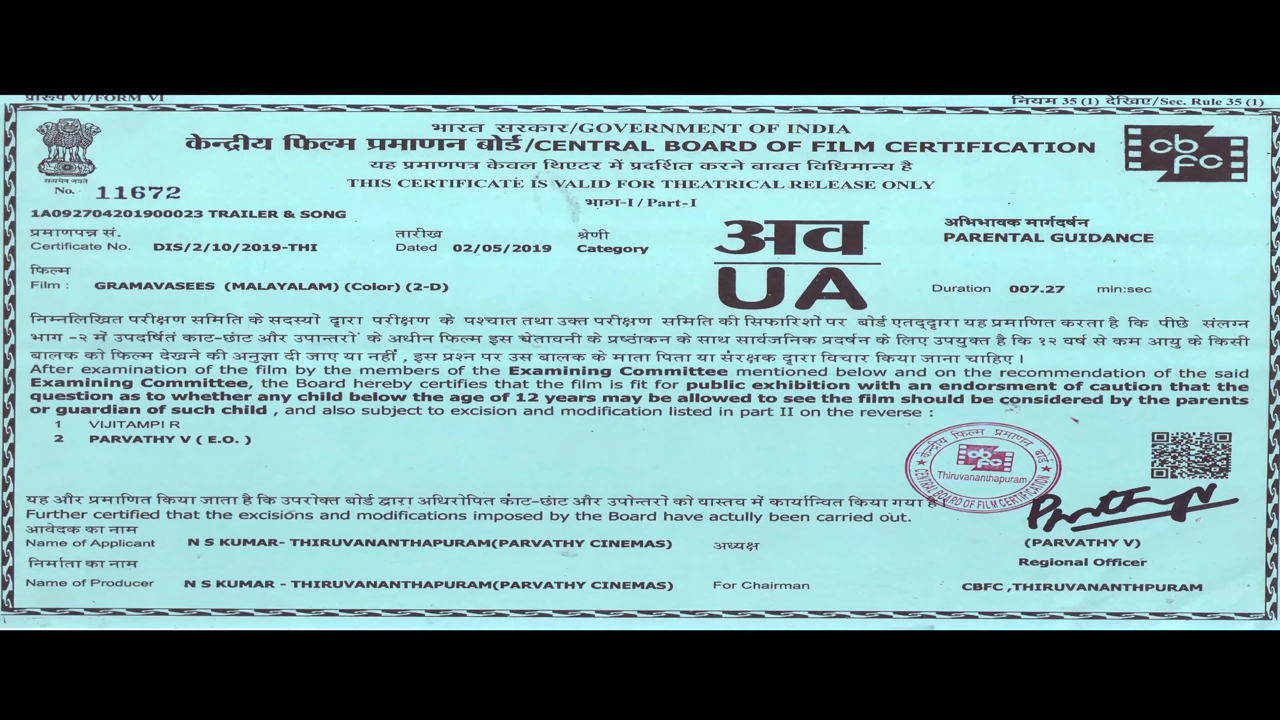 प्रारूप VI/FORM VI
नियम 35 (1) देखिए/Sec. Rule 35 (1)
भारत सरकार/GOVERNMENT OF INDIA
केन्द्रीय फिल्म प्रमाणन बोर्ड/CENTRAL BOARD OF FILM CERTIFICATION
यह प्रमाणपत्र केवल थिएटर में प्रदर्शित करने बाबत विधिमान्य है
THIS CERTIFICATE IS VALID FOR THEATRICAL RELEASE ONLY
भाग-I / Part-I
cb
fc
सत्यमेव जयते
No. 11672
1A092704201900023 TRAILER & SONG
प्रमाणपत्र सं. तारीख श्रेणी
Certificate No. DIS/2/10/2019-THI Dated 02/05/2019 Category
अव
UA
अभिभावक मार्गदर्शन
PARENTAL GUIDANCE
फिल्म
Film : GRAMAVASEES (MALAYALAM) (Color) (2-D)
Duration 007.27 min:sec
निम्नलिखित परीक्षण समिति के सदस्यों द्वारा परीक्षण के पश्चात तथा उक्त परीक्षण समिति की सिफारिशों पर बोर्ड एतद्द्वारा यह प्रमाणित करता है कि पीछे संलग्न
भाग -२ में उपदर्षित काट-छांट और उपान्तरों के अधीन फिल्म इस चेतावनी के प्रष्ठांकन के साथ सार्वजनिक प्रदर्षन के लिए उपयुक्त है कि १२ वर्ष से कम आयु के किसी
बालक को फिल्म देखने की अनुज्ञा दी जाए या नहीं , इस प्रश्न पर उस बालक के माता पिता या संरक्षक द्वारा विचार किया जाना चाहिए ।
After examination of the film by the members of the Examining Committee mentioned below and on the recommendation of the said
Examining Committee, the Board hereby certifies that the film is fit for public exhibition with an endorsment of caution that the
question as to whether any child below the age of 12 years may be allowed to see the film should be considered by the parents
or guardian of such child , and also subject to excision and modification listed in part II on the reverse :
1 VIJITAMPI R
2 PARVATHY V ( E.O. )
केन्द्रीय फिल्म प्रमाणन बोर्ड
cb
fc
Thiruvananthapuram
CENTRAL BOARD OF FILM CERTIFICATION
यह और प्रमाणित किया जाता है कि उपरोक्त बोर्ड द्वारा अधिरोपित काट-छांट और उपोन्तरों को वास्तव में कार्यान्वित किया गया है।
Further certified that the excisions and modifications imposed by the Board have actully been carried out.
आवेदक का नाम
Name of Applicant N S KUMAR- THIRUVANANTHAPURAM(PARVATHY CINEMAS) अध्यक्ष (PARVATHY V)
निर्माता का नाम Regional Officer
Name of Producer N S KUMAR - THIRUVANANTHAPURAM(PARVATHY CINEMAS) For Chairman CBFC ,THIRUVANANTHPURAM